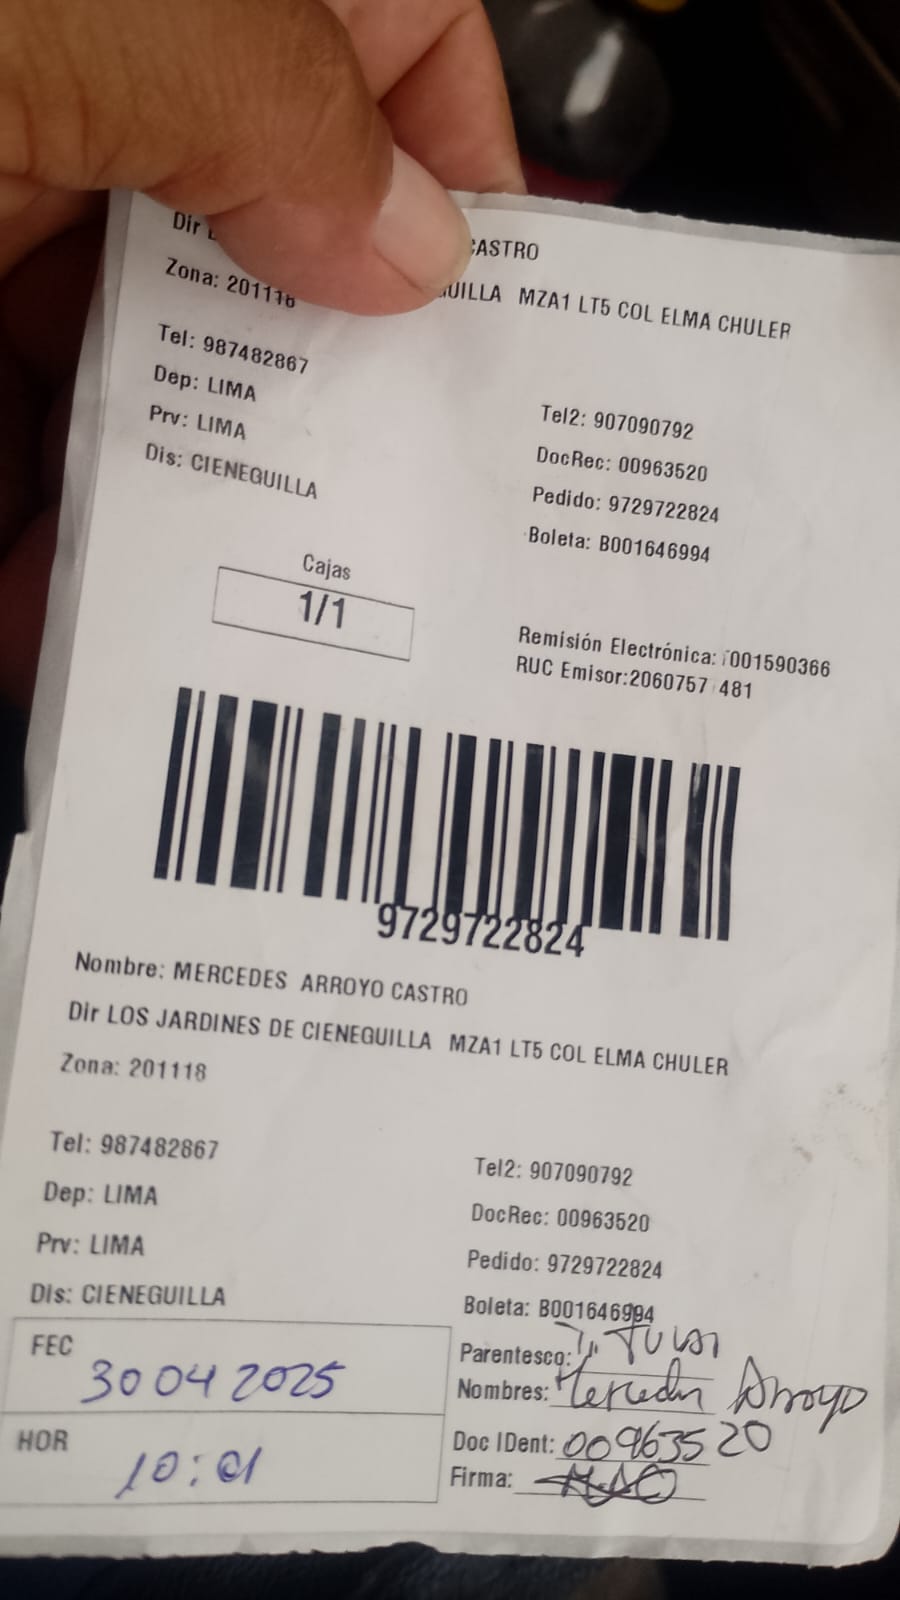 Dir
CASTRO
Zona: 201118
MZA1 LT5 COL ELMA CHULER
Tel: 987482867
Dep: LIMA
Prv: LIMA
Dis: CIENEGUILLA
Tel2: 907090792
DocRec: 00963520
Pedido: 9729722824
Boleta: B001646994
Cajas
1/1
Remisión Electrónica: 001590366
RUC Emisor:2060757 481
9729722824
Nombre: MERCEDES ARROYO CASTRO
Dir LOS JARDINES DE CIENEGUILLA MZA1 LT5 COL ELMA CHULER
Zona: 201118
Tel: 987482867
Dep: LIMA
Prv: LIMA
Dis: CIENEGUILLA
Tel2: 907090792
DocRec: 00963520
Pedido: 9729722824
Boleta: B001646994
FEC 30 04 2025
HOR 10:01
Parentesco:
Nombres: Mercedes Arroyo
Doc IDent: 00963520
Firma: